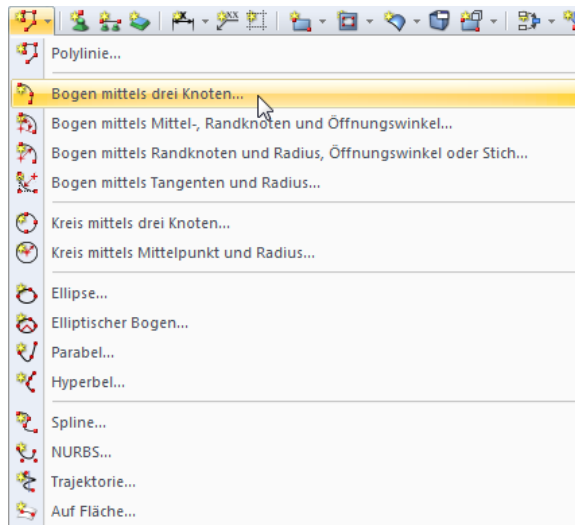 Polylinie...
Bogen mittels drei Knoten...
Bogen mittels Mittel-, Randknoten und Öffnungswinkel...
Bogen mittels Randknoten und Radius, Öffnungswinkel oder Stich...
Bogen mittels Tangenten und Radius...
Kreis mittels drei Knoten...
Kreis mittels Mittelpunkt und Radius...
Ellipse...
Elliptischer Bogen...
Parabel...
Hyperbel...
Spline...
NURBS...
Trajektorie...
Auf Fläche...